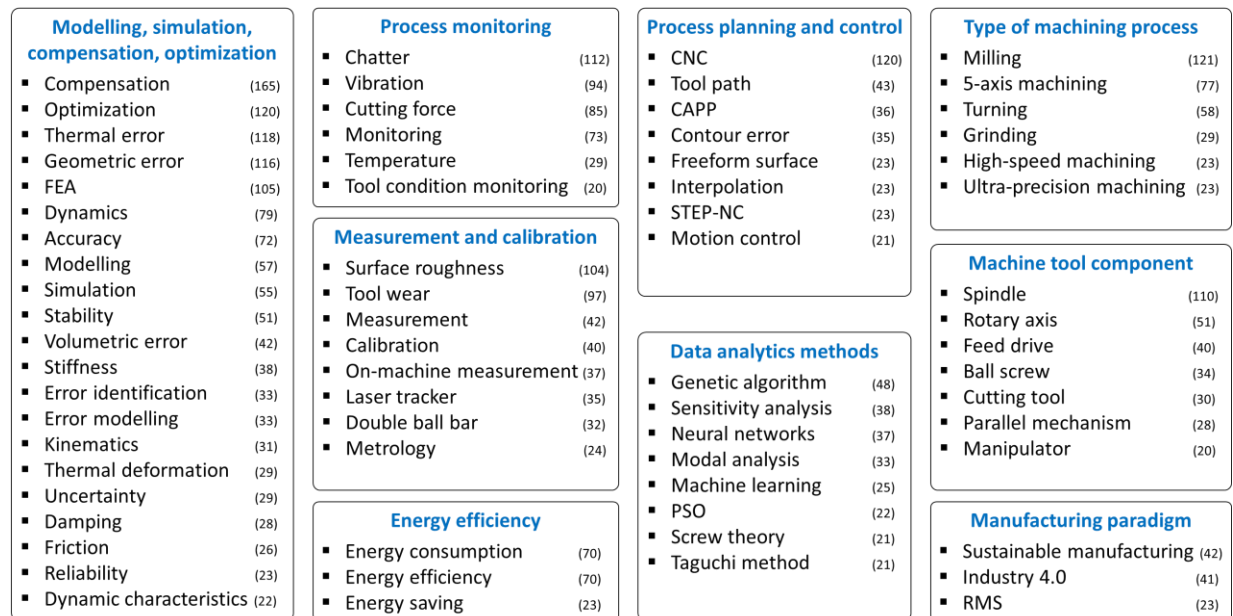 Modelling, simulation,
compensation, optimization
▪ Compensation (165)
▪ Optimization (120)
▪ Thermal error (118)
▪ Geometric error (116)
▪ FEA (105)
▪ Dynamics (79)
▪ Accuracy (72)
▪ Modelling (57)
▪ Simulation (55)
▪ Stability (51)
▪ Volumetric error (42)
▪ Stiffness (38)
▪ Error identification (33)
▪ Error modelling (33)
▪ Kinematics (31)
▪ Thermal deformation (29)
▪ Uncertainty (29)
▪ Damping (28)
▪ Friction (26)
▪ Reliability (23)
▪ Dynamic characteristics (22)
Process monitoring
▪ Chatter (112)
▪ Vibration (94)
▪ Cutting force (85)
▪ Monitoring (73)
▪ Temperature (29)
▪ Tool condition monitoring (20)
Measurement and calibration
▪ Surface roughness (104)
▪ Tool wear (97)
▪ Measurement (42)
▪ Calibration (40)
▪ On-machine measurement (37)
▪ Laser tracker (35)
▪ Double ball bar (32)
▪ Metrology (24)
Energy efficiency
▪ Energy consumption (70)
▪ Energy efficiency (70)
▪ Energy saving (23)
Process planning and control
▪ CNC (120)
▪ Tool path (43)
▪ CAPP (36)
▪ Contour error (35)
▪ Freeform surface (23)
▪ Interpolation (23)
▪ STEP-NC (23)
▪ Motion control (21)
Data analytics methods
▪ Genetic algorithm (48)
▪ Sensitivity analysis (38)
▪ Neural networks (37)
▪ Modal analysis (33)
▪ Machine learning (25)
▪ PSO (22)
▪ Screw theory (21)
▪ Taguchi method (21)
Type of machining process
▪ Milling (121)
▪ 5-axis machining (77)
▪ Turning (58)
▪ Grinding (29)
▪ High-speed machining (23)
▪ Ultra-precision machining (23)
Machine tool component
▪ Spindle (110)
▪ Rotary axis (51)
▪ Feed drive (40)
▪ Ball screw (34)
▪ Cutting tool (30)
▪ Parallel mechanism (28)
▪ Manipulator (20)
Manufacturing paradigm
▪ Sustainable manufacturing (42)
▪ Industry 4.0 (41)
▪ RMS (23)